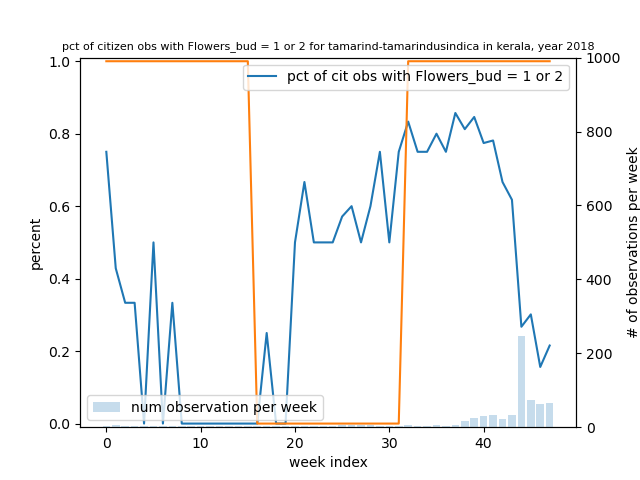 pct of citizen obs with Flowers_bud = 1 or 2 for tamarind-tamarindusindica in kerala, year 2018
pct of cit obs with Flowers_bud = 1 or 2
num observation per week
percent
1.0
0.8
0.6
0.4
0.2
0.0
1000
800
600
400
200
0
# of observations per week
0 10 20 30 40
week index